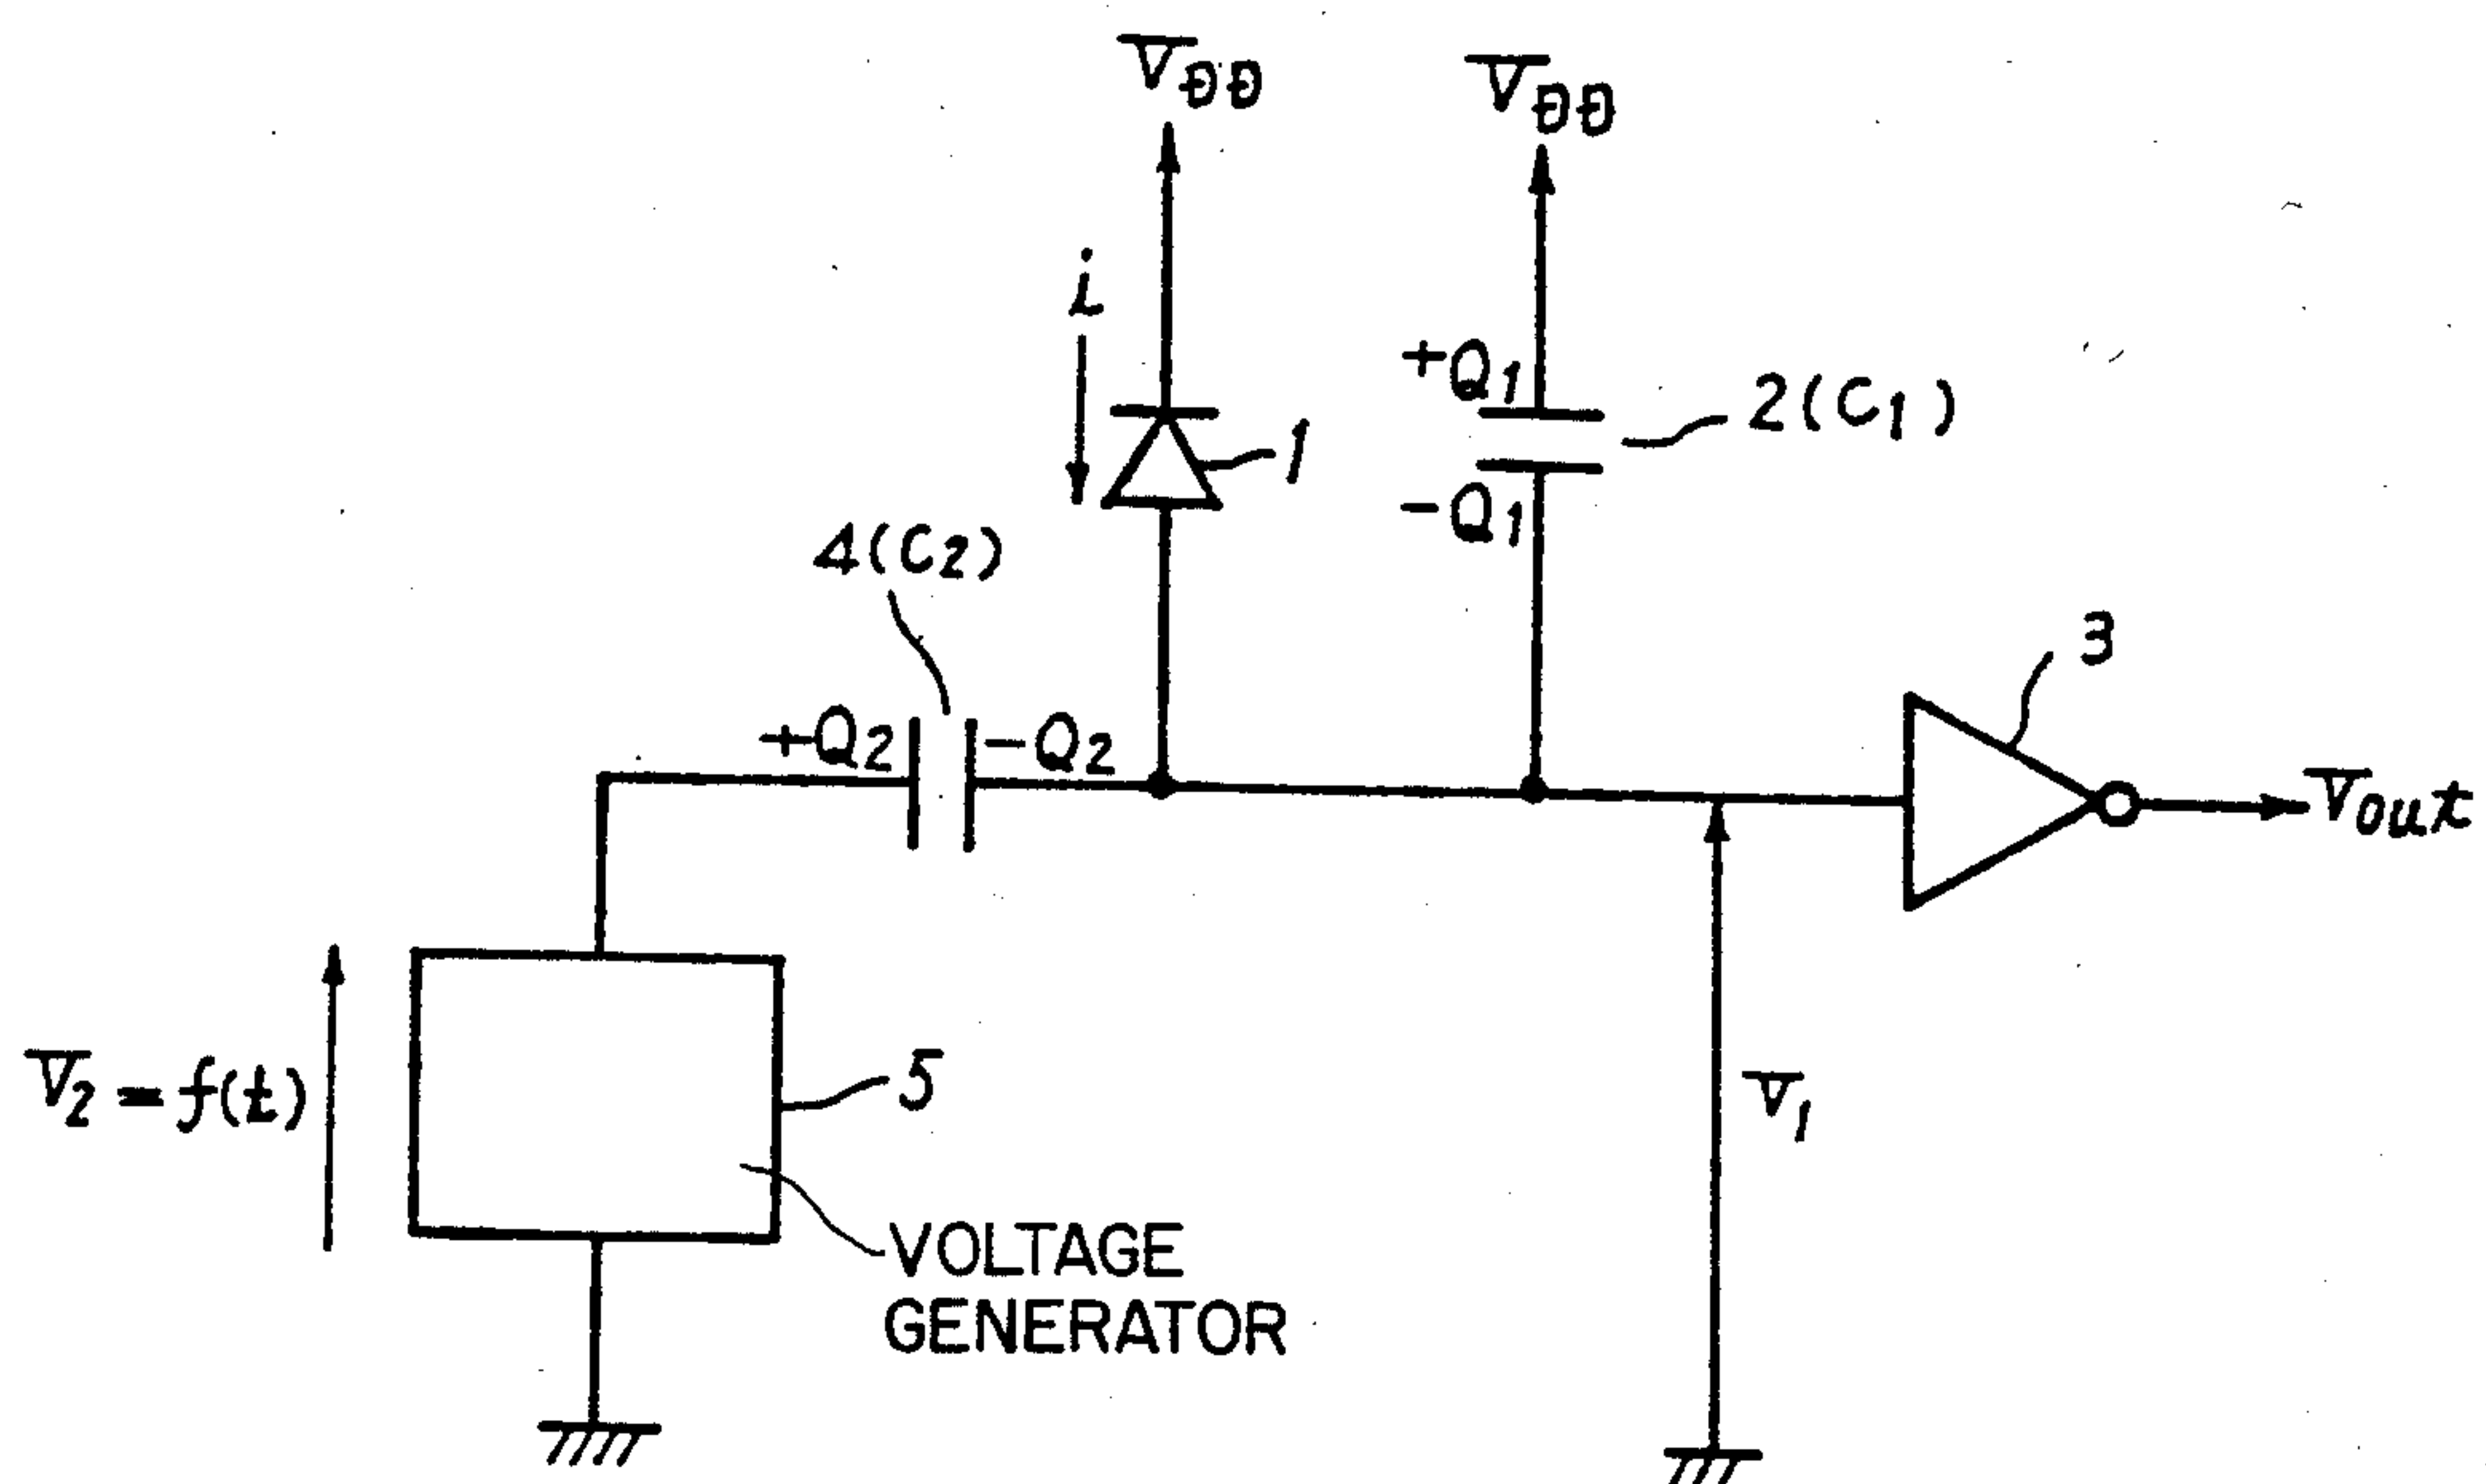 VDD
VDD
i
+Q1
2(C1)
1
-Q1
4(C2)
3
+Q2
-Q2
Vout
V2=f(t)
5
V1
VOLTAGE
GENERATOR